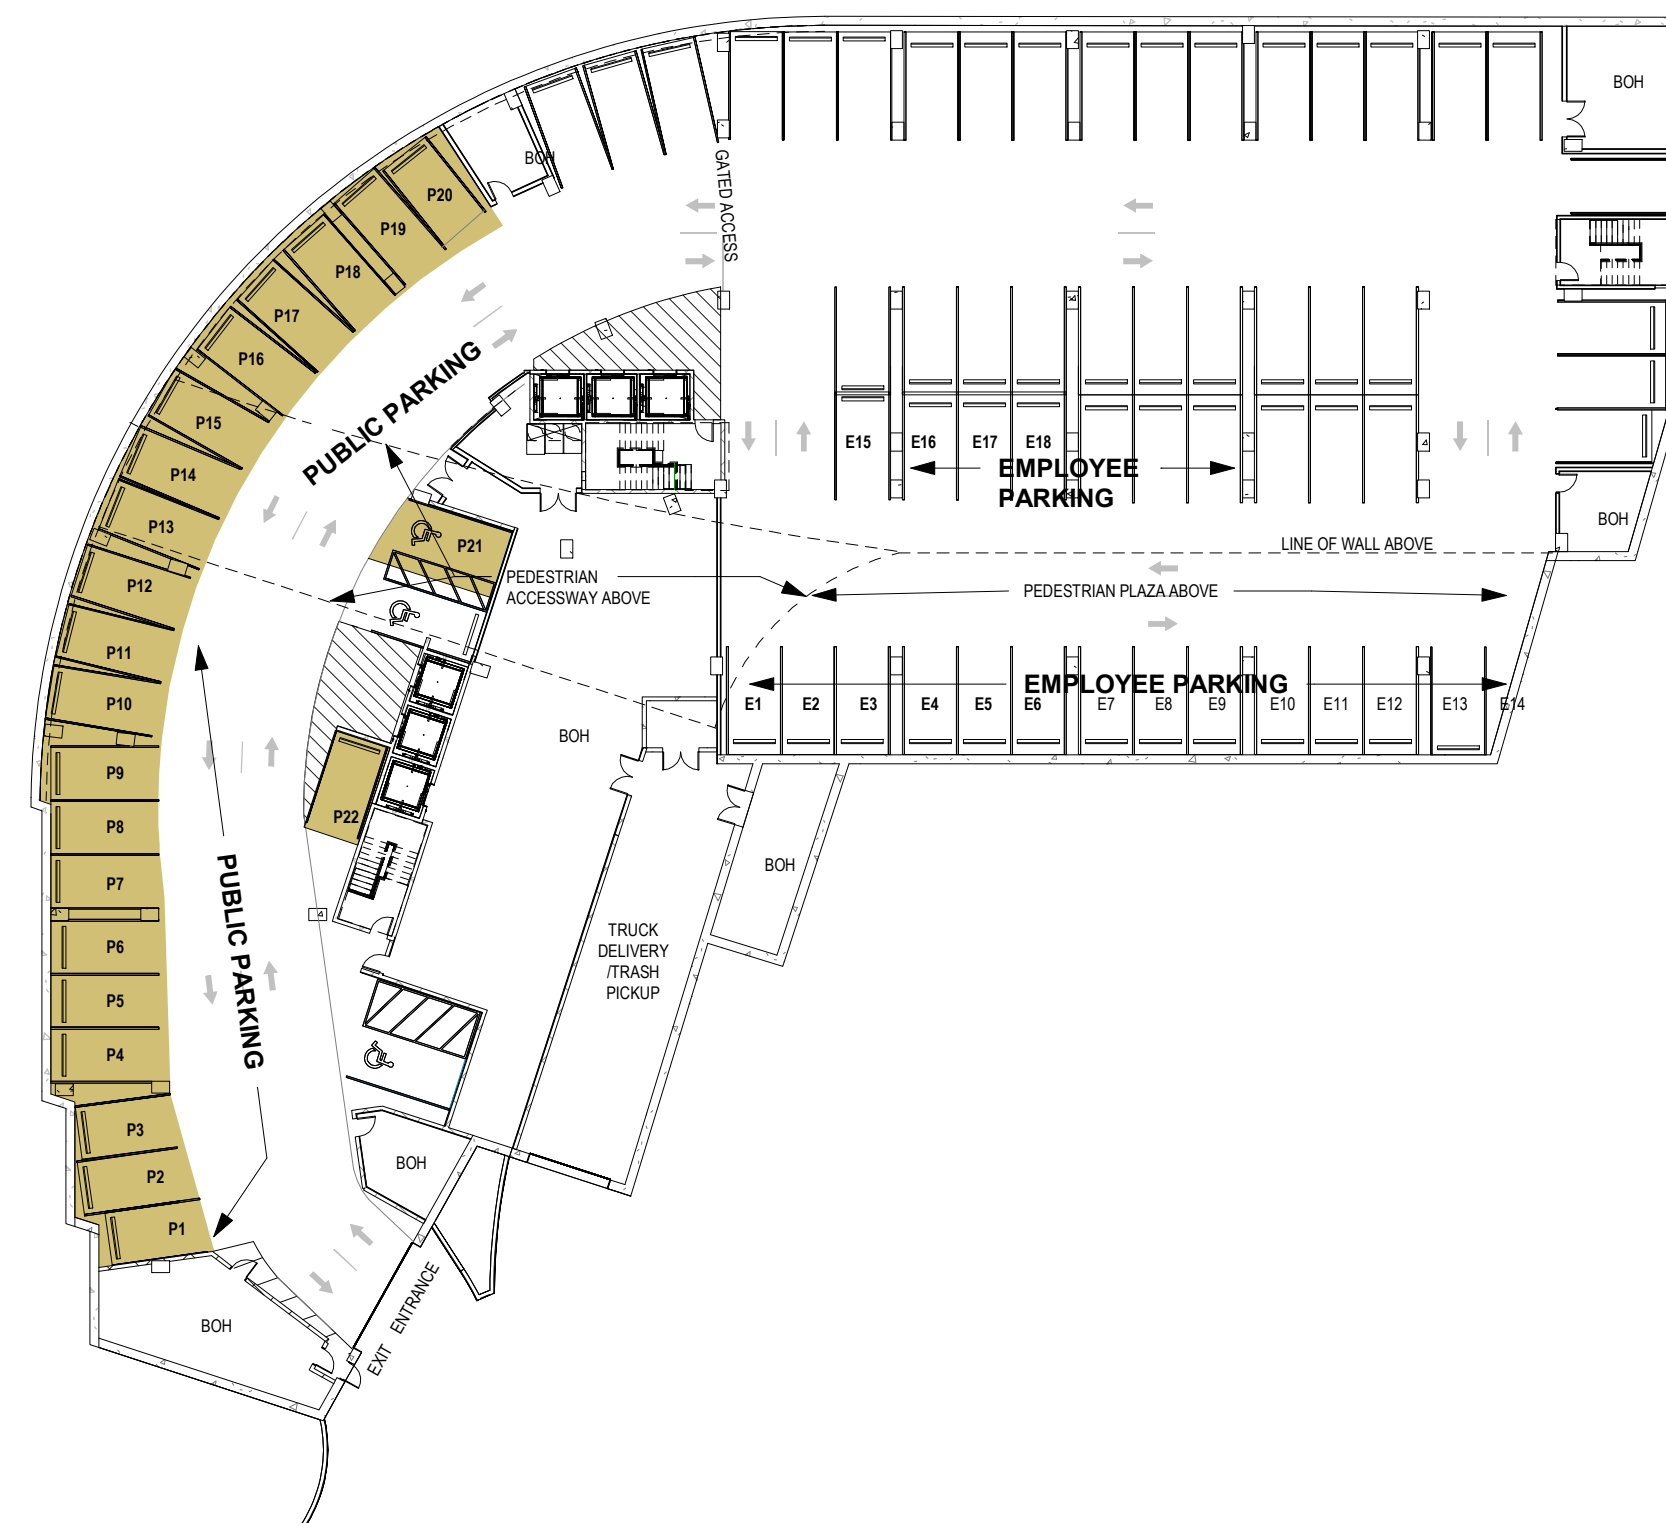 BOH
BOH
P20
GATED ACCESS
P19
P18
P17
P16
PUBLIC PARKING
P15
E15
E16
E17
E18
EMPLOYEE
PARKING
P14
P13
P21
BOH
LINE OF WALL ABOVE
PEDESTRIAN
ACCESSWAY ABOVE
PEDESTRIAN PLAZA ABOVE
P12
P11
EMPLOYEE PARKING
P10
E1
E2
E3
E4
E5
E6
E7
E8
E9
E10
E11
E12
E13
E14
BOH
P9
P22
P8
BOH
P7
PUBLIC PARKING
TRUCK
DELIVERY
/TRASH
PICKUP
P6
P5
P4
P3
BOH
P2
P1
ENTRANCE
EXIT
BOH